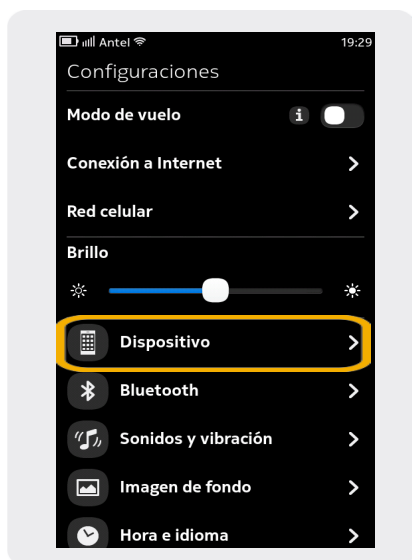 Antel 19:29
Configuraciones
Modo de vuelo i
Conexión a Internet
Red celular
Brillo
Dispositivo
Bluetooth
Sonidos y vibración
Imagen de fondo
Hora e idioma